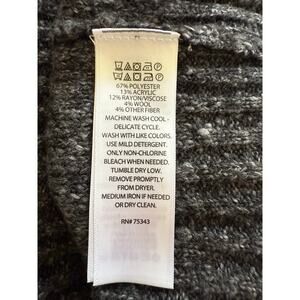 67% POLYESTER
13% ACRYLIC
12% RAYON/VISCOSE
4% WOOL
4% OTHER FIBER
MACHINE WASH COOL -
DELICATE CYCLE.
WASH WITH LIKE COLORS.
USE MILD DETERGENT.
ONLY NON-CHLORINE
BLEACH WHEN NEEDED.
TUMBLE DRY LOW.
REMOVE PROMPTLY
FROM DRYER.
MEDIUM IRON IF NEEDED
OR DRY CLEAN.
RN# 75343